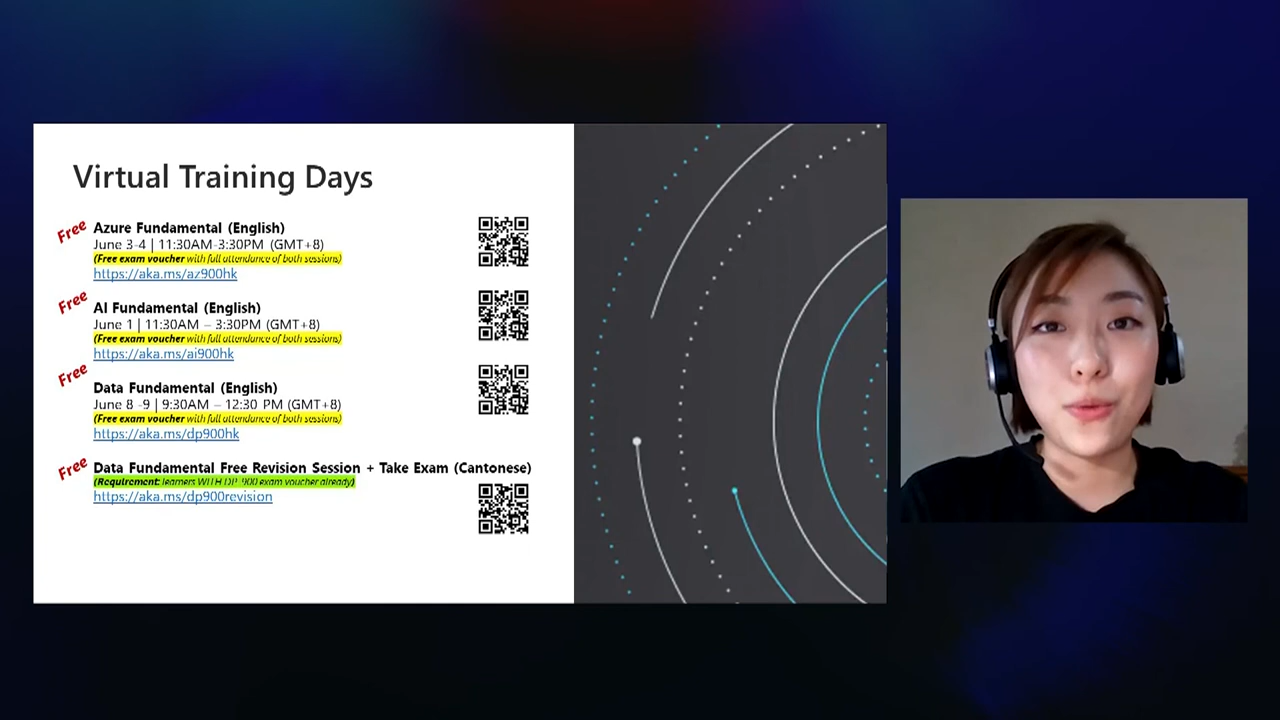 Virtual Training Days
Free
Azure Fundamental (English)
June 3-4 | 11:30AM-3:30PM (GMT+8)
(Free exam voucher with full attendance of both sessions)
https://aka.ms/az900hk
Free
AI Fundamental (English)
June 1 | 11:30AM – 3:30PM (GMT+8)
(Free exam voucher with full attendance of both sessions)
https://aka.ms/ai900hk
Free
Data Fundamental (English)
June 8 -9 | 9:30AM – 12:30 PM (GMT+8)
(Free exam voucher with full attendance of both sessions)
https://aka.ms/dp900hk
Free
Data Fundamental Free Revision Session + Take Exam (Cantonese)
(Requirement: learners WITH DP-900 exam voucher already)
https://aka.ms/dp900revision